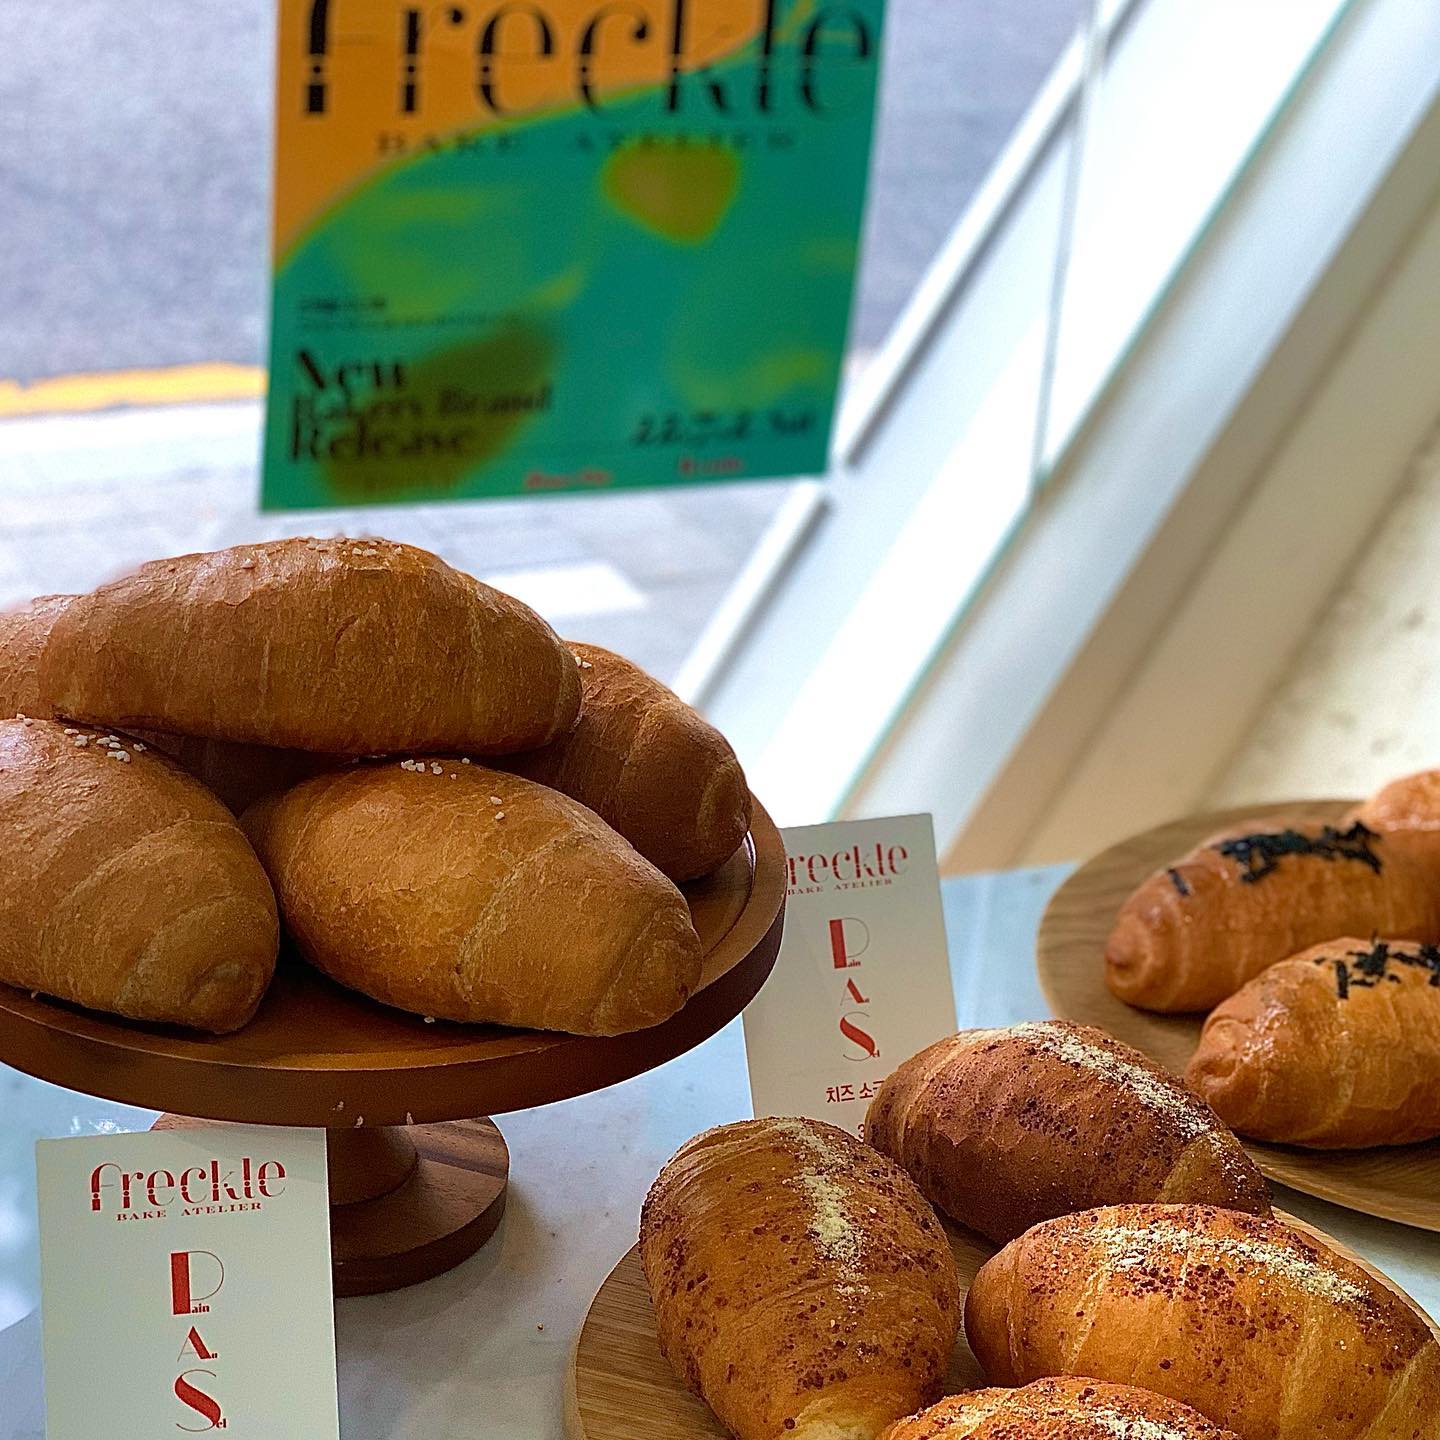 freckle
BAKE ATELIER
New
Bakery Brand
Release
freckle
BAKE ATELIER
Pain
Au
Sel
치즈 소금
freckle
BAKE ATELIER
Pain
Au
Sel